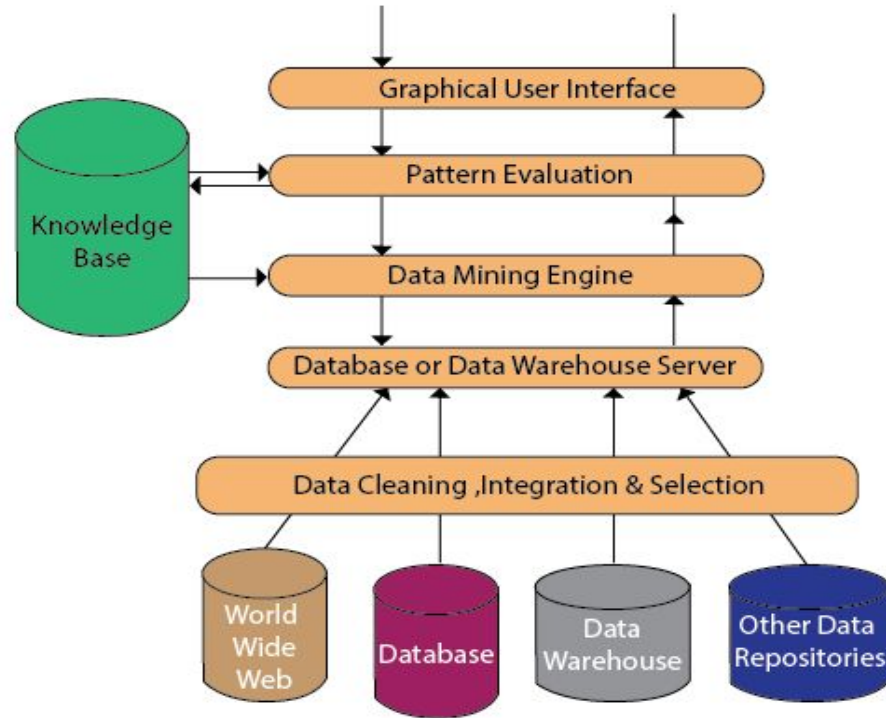 Graphical User Interface
Pattern Evaluation
Knowledge
Base
Data Mining Engine
Database or Data Warehouse Server
Data Cleaning ,Integration & Selection
World
Wide
Web
Database
Data
Warehouse
Other Data
Repositories